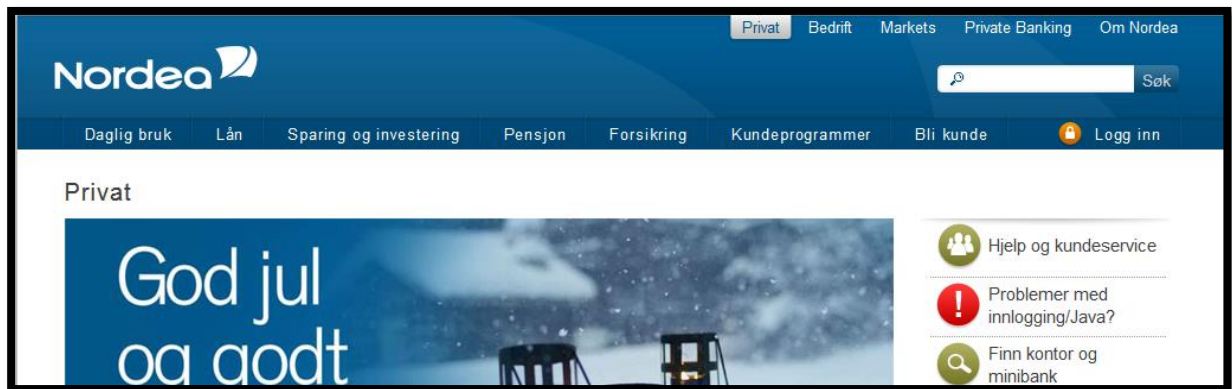 Privat Bedrift Markets Private Banking Om Nordea
Nordea
Søk
Daglig bruk Lån Sparing og investering Pensjon Forsikring Kundeprogrammer Bli kunde Logg inn
Privat
God jul
og godt
Hjelp og kundeservice
Problemer med
innlogging/Java?
Finn kontor og
minibank